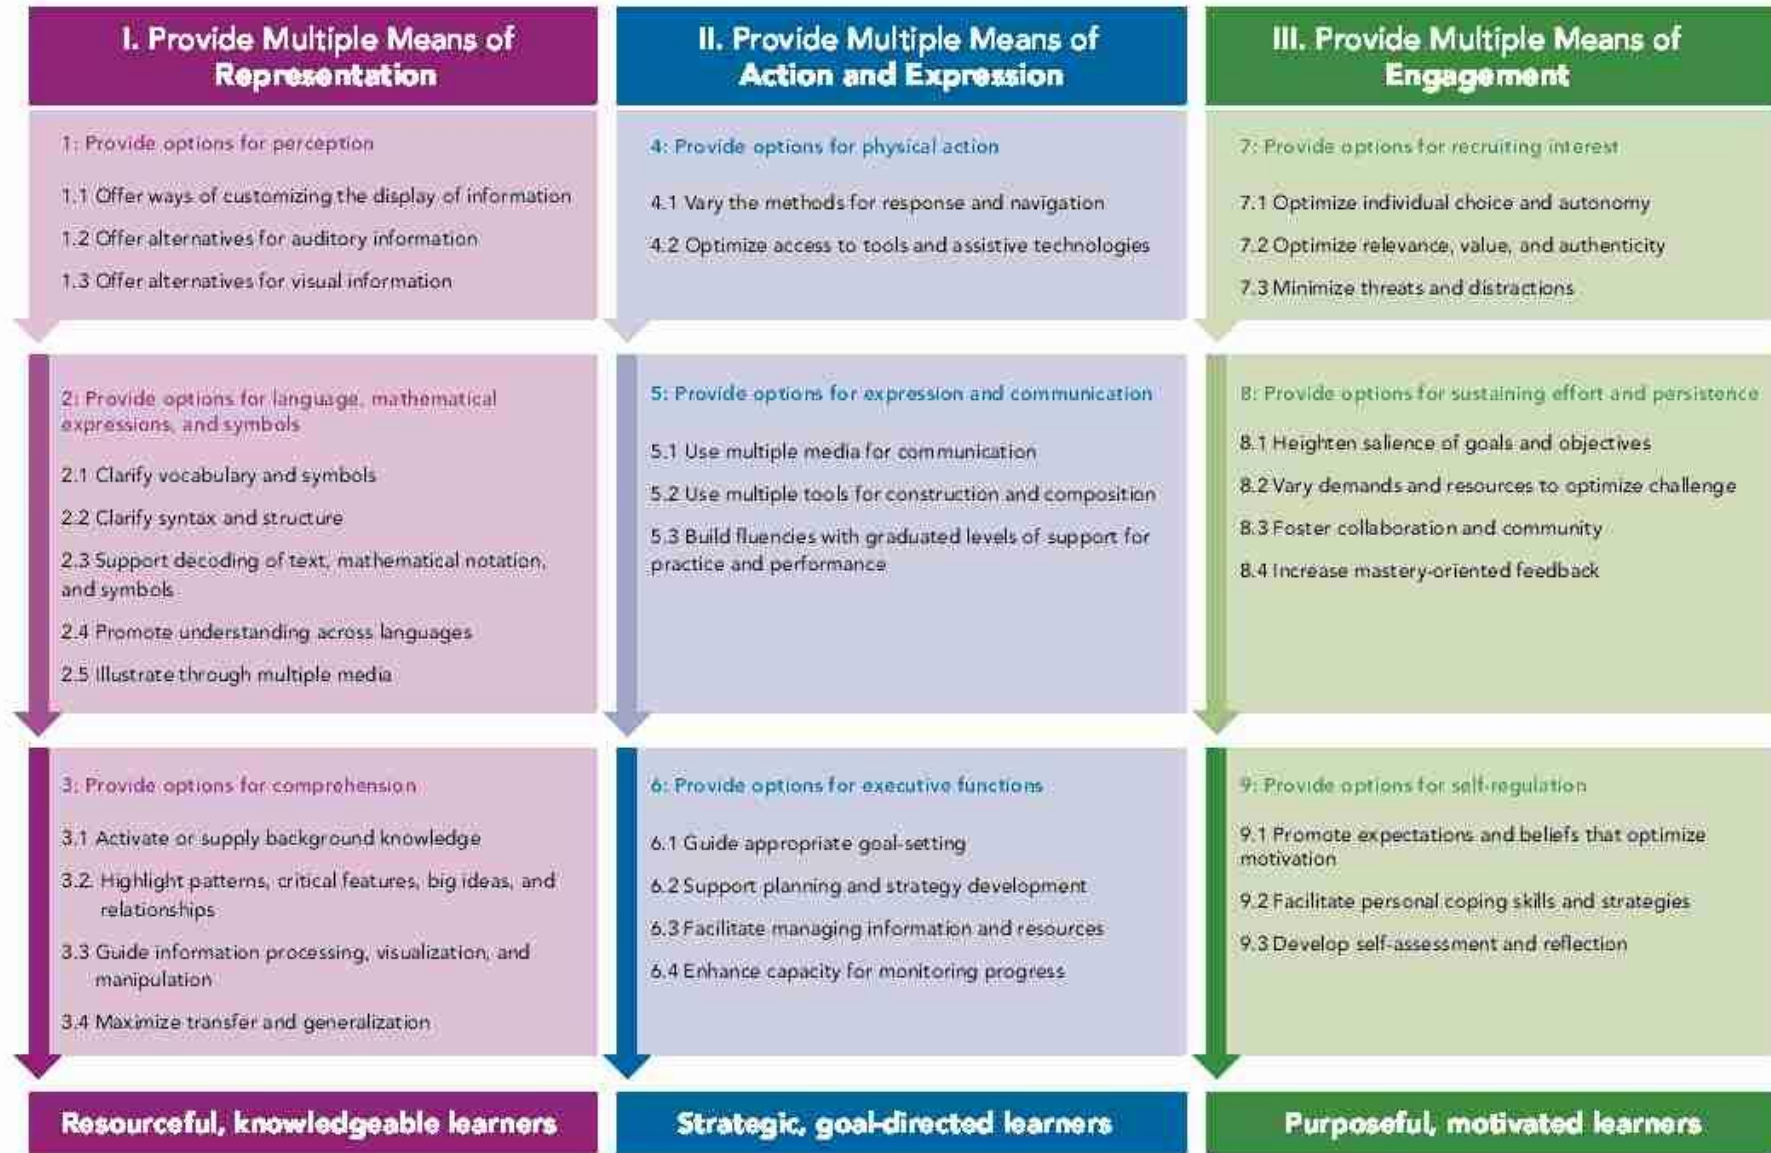 I. Provide Multiple Means of
Representation
1: Provide options for perception
1.1 Offer ways of customizing the display of information
1.2 Offer alternatives for auditory information
1.3 Offer alternatives for visual information
2: Provide options for language, mathematical
expressions, and symbols
2.1 Clarify vocabulary and symbols
2.2 Clarify syntax and structure
2.3 Support decoding of text, mathematical notation,
and symbols
2.4 Promote understanding across languages
2.5 Illustrate through multiple media
3: Provide options for comprehension
3.1 Activate or supply background knowledge
3.2. Highlight patterns, critical features, big ideas, and
relationships
3.3 Guide information processing, visualization, and
manipulation
3.4 Maximize transfer and generalization
Resourceful, knowledgeable learners
II. Provide Multiple Means of
Action and Expression
4: Provide options for physical action
4.1 Vary the methods for response and navigation
4.2 Optimize access to tools and assistive technologies
5: Provide options for expression and communication
5.1 Use multiple media for communication
5.2 Use multiple tools for construction and composition
5.3 Build fluencies with graduated levels of support for
practice and performance
6: Provide options for executive functions
6.1 Guide appropriate goal-setting
6.2 Support planning and strategy development
6.3 Facilitate managing information and resources
6.4 Enhance capacity for monitoring progress
Strategic, goal-directed learners
III. Provide Multiple Means of
Engagement
7: Provide options for recruiting interest
7.1 Optimize individual choice and autonomy
7.2 Optimize relevance, value, and authenticity
7.3 Minimize threats and distractions
8: Provide options for sustaining effort and persistence
8.1 Heighten salience of goals and objectives
8.2 Vary demands and resources to optimize challenge
8.3 Foster collaboration and community
8.4 Increase mastery-oriented feedback
9: Provide options for self-regulation
9.1 Promote expectations and beliefs that optimize
motivation
9.2 Facilitate personal coping skills and strategies
9.3 Develop self-assessment and reflection
Purposeful, motivated learners